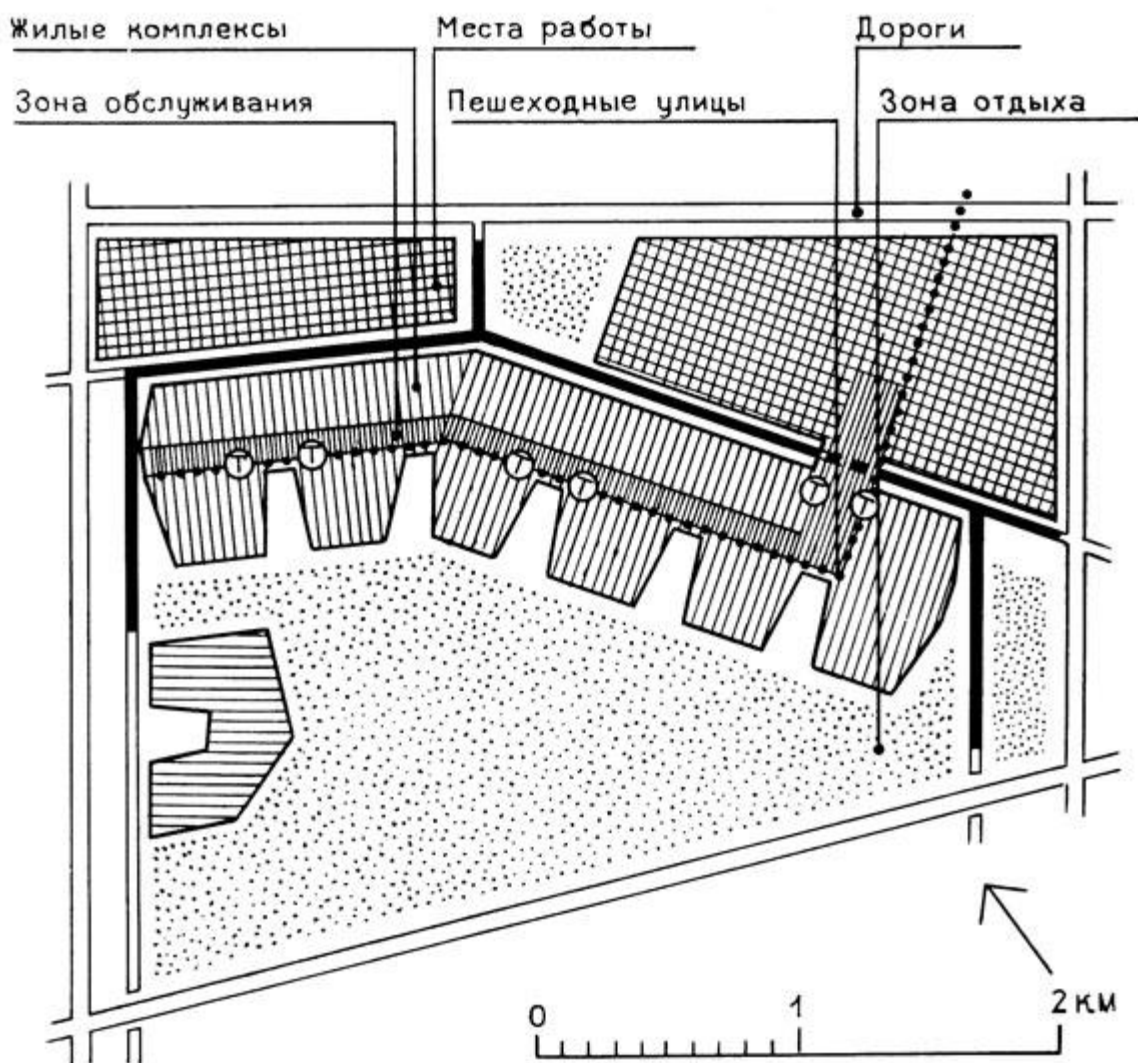 Жилые комплексы
Места работы
Дороги
Зона обслуживания
Пешеходные улицы
Зона отдыха
Т
Т
Т
Т
Т
Т
0
1
2 км